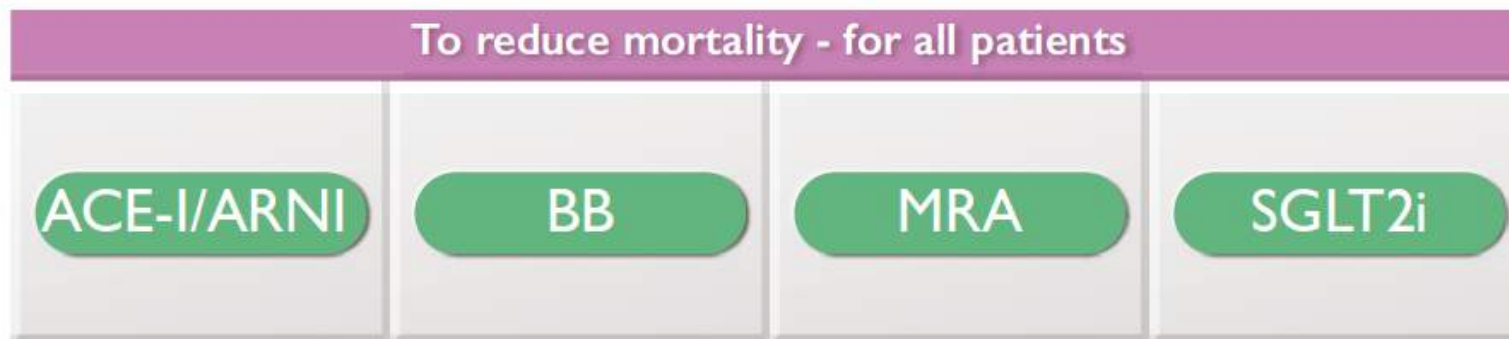 To reduce mortality - for all patients
ACE-I/ARNI BB MRA SGLT2i